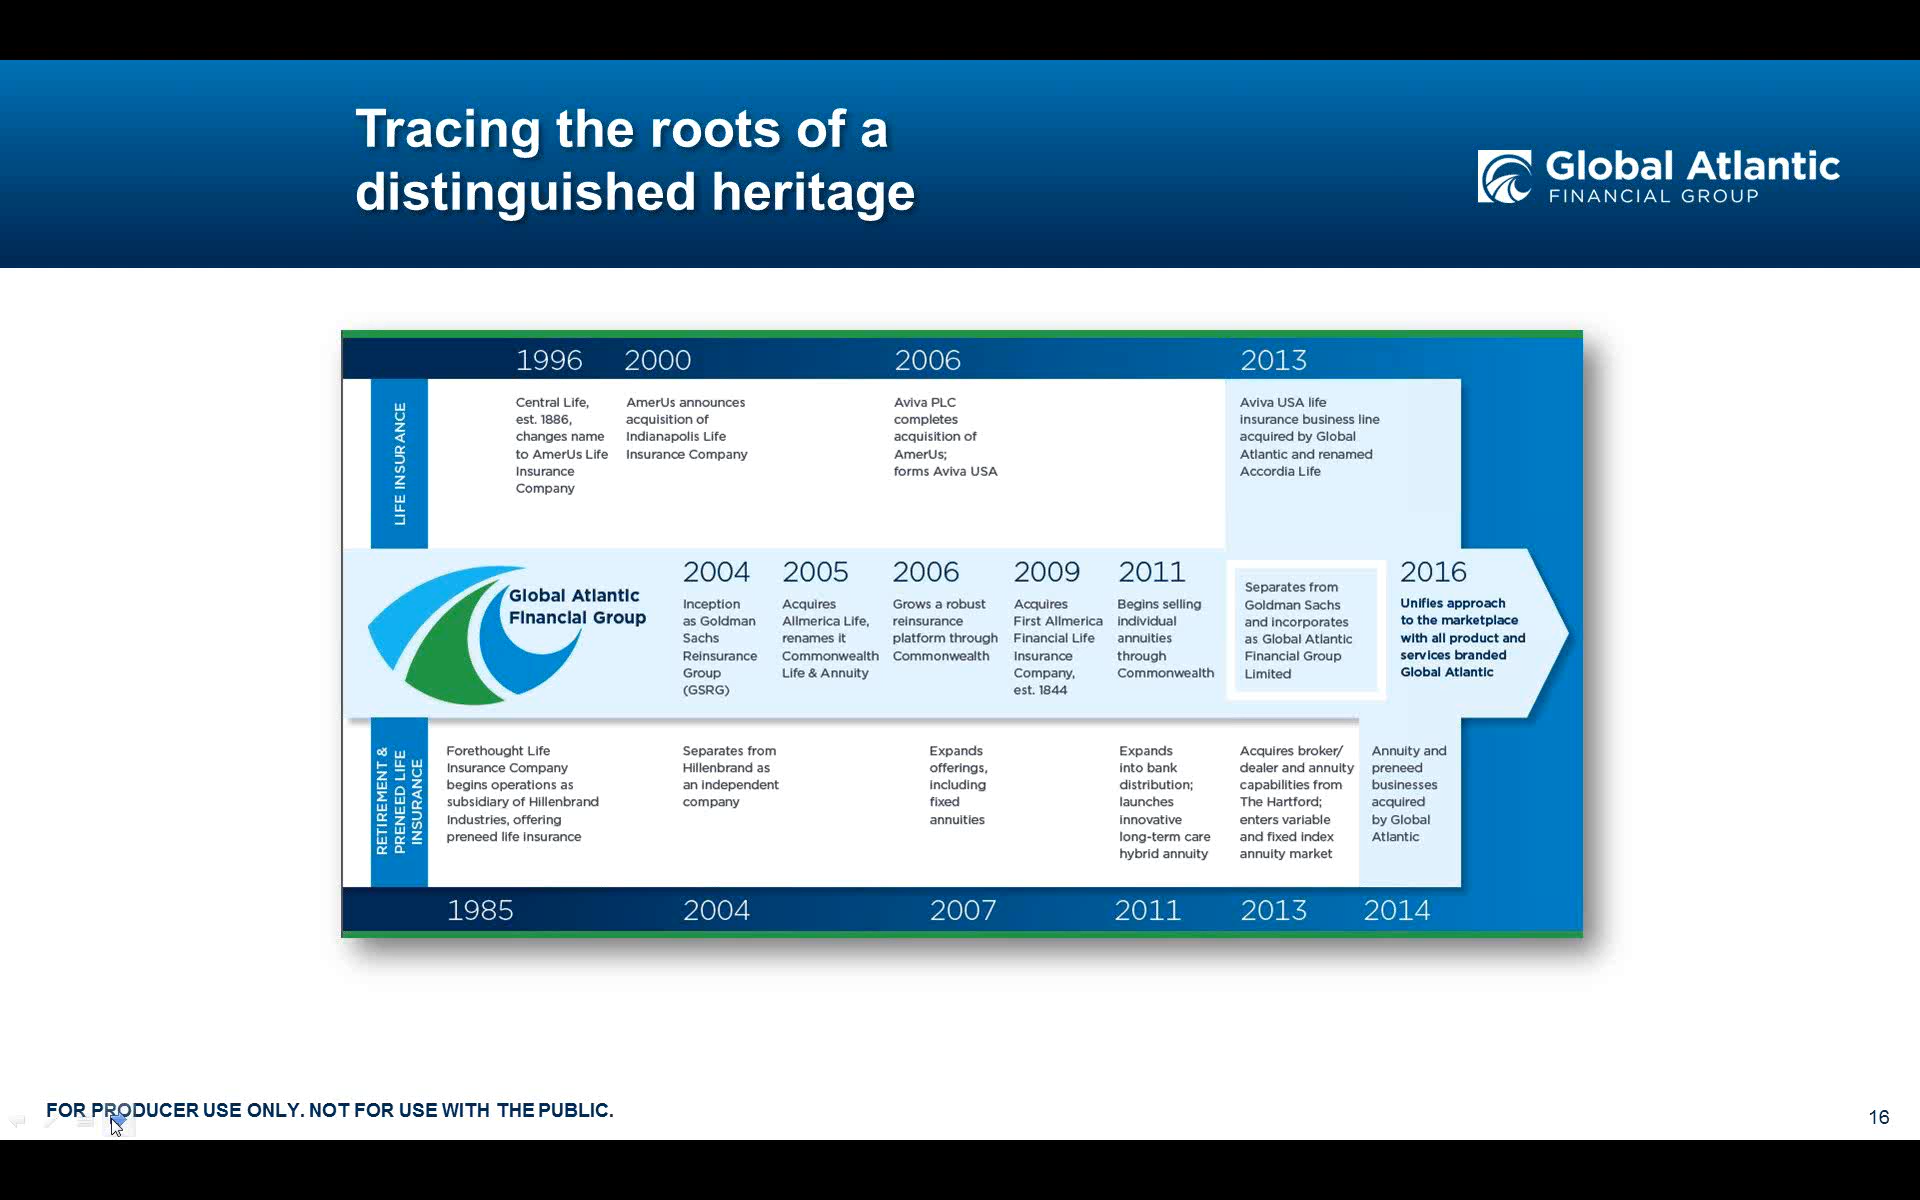 Tracing the roots of a
distinguished heritage
Global Atlantic
FINANCIAL GROUP
1996
2000
2006
2013
LIFE INSURANCE
Central Life,
est. 1886,
changes name
to AmerUs Life
Insurance
Company
AmerUs announces
acquisition of
Indianapolis Life
Insurance Company
Aviva PLC
completes
acquisition of
AmerUs;
forms Aviva USA
Aviva USA life
insurance business line
acquired by Global
Atlantic and renamed
Accordia Life
Global Atlantic
Financial Group
2004
Inception
as Goldman
Sachs
Reinsurance
Group
(GSRG)
2005
Acquires
Allmerica Life,
renames it
Commonwealth
Life & Annuity
2006
Grows a robust
reinsurance
platform through
Commonwealth
2009
Acquires
First Allmerica
Financial Life
Insurance
Company,
est. 1844
2011
Begins selling
individual
annuities
through
Commonwealth
Separates from
Goldman Sachs
and incorporates
as Global Atlantic
Financial Group
Limited
2016
Unifies approach
to the marketplace
with all product and
services branded
Global Atlantic
RETIREMENT &
PRENEED LIFE
INSURANCE
Forethought Life
Insurance Company
begins operations as
subsidiary of Hillenbrand
Industries, offering
preneed life insurance
Separates from
Hillenbrand as
an independent
company
Expands
offerings,
including
fixed
annuities
Expands
into bank
distribution;
launches
innovative
long-term care
hybrid annuity
Acquires broker/
dealer and annuity
capabilities from
The Hartford;
enters variable
and fixed index
annuity market
Annuity and
preneed
businesses
acquired
by Global
Atlantic
1985
2004
2007
2011
2013
2014
FOR PRODUCER USE ONLY. NOT FOR USE WITH THE PUBLIC.
16